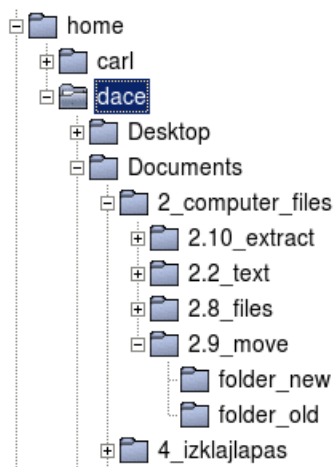 home
carl
dace
Desktop
Documents
2_computer_files
2.10_extract
2.2_text
2.8_files
2.9_move
folder_new
folder_old
4_izklajlapas